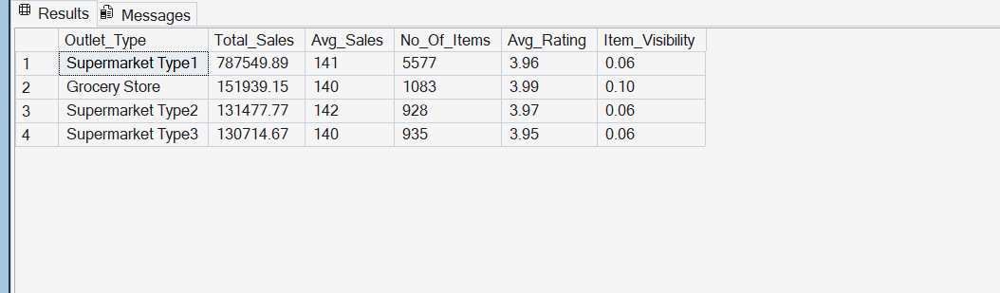 Results Messages
Outlet_Type Total_Sales Avg_Sales No_Of_Items Avg_Rating Item_Visibility
1 Supermarket Type1 787549.89 141 5577 3.96 0.06
2 Grocery Store 151939.15 140 1083 3.99 0.10
3 Supermarket Type2 131477.77 142 928 3.97 0.06
4 Supermarket Type3 130714.67 140 935 3.95 0.06